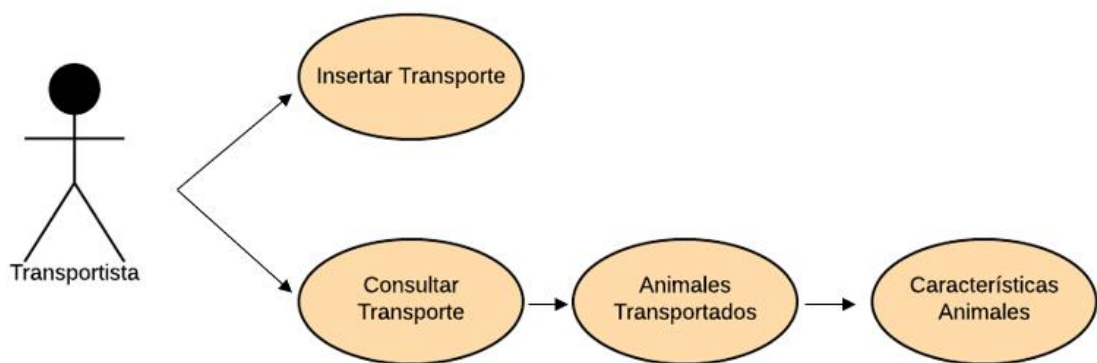 Insertar Transporte
Transportista
Consultar
Transporte
Animales
Transportados
Características
Animales